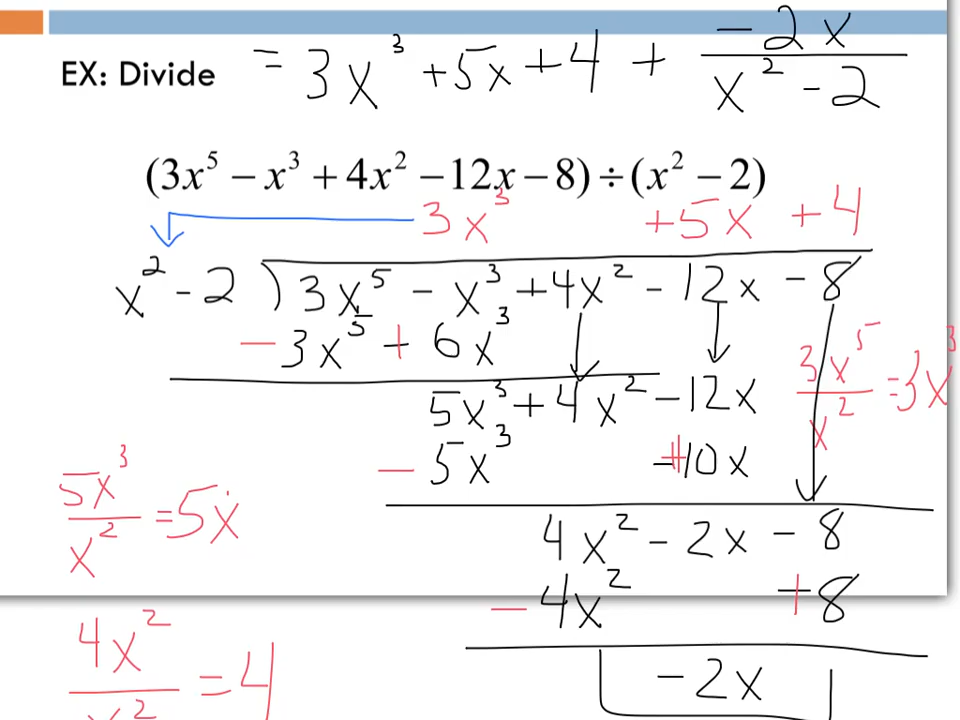 = 3x³ + 5x + 4 + (-2x)/(x² - 2)
EX: Divide
(3x⁵ − x³ + 4x² − 12x − 8) ÷ (x² − 2)
3x³ + 5x + 4
x² - 2 ) 3x⁵ - x³ + 4x² - 12x - 8
- 3x⁵ + 6x³
3x⁵/x² = 3x³
5x³ + 4x² - 12x
- 5x³ + 10x
5x³/x² = 5x
4x² - 2x - 8
- 4x² + 8
4x²/x² = 4
- 2x